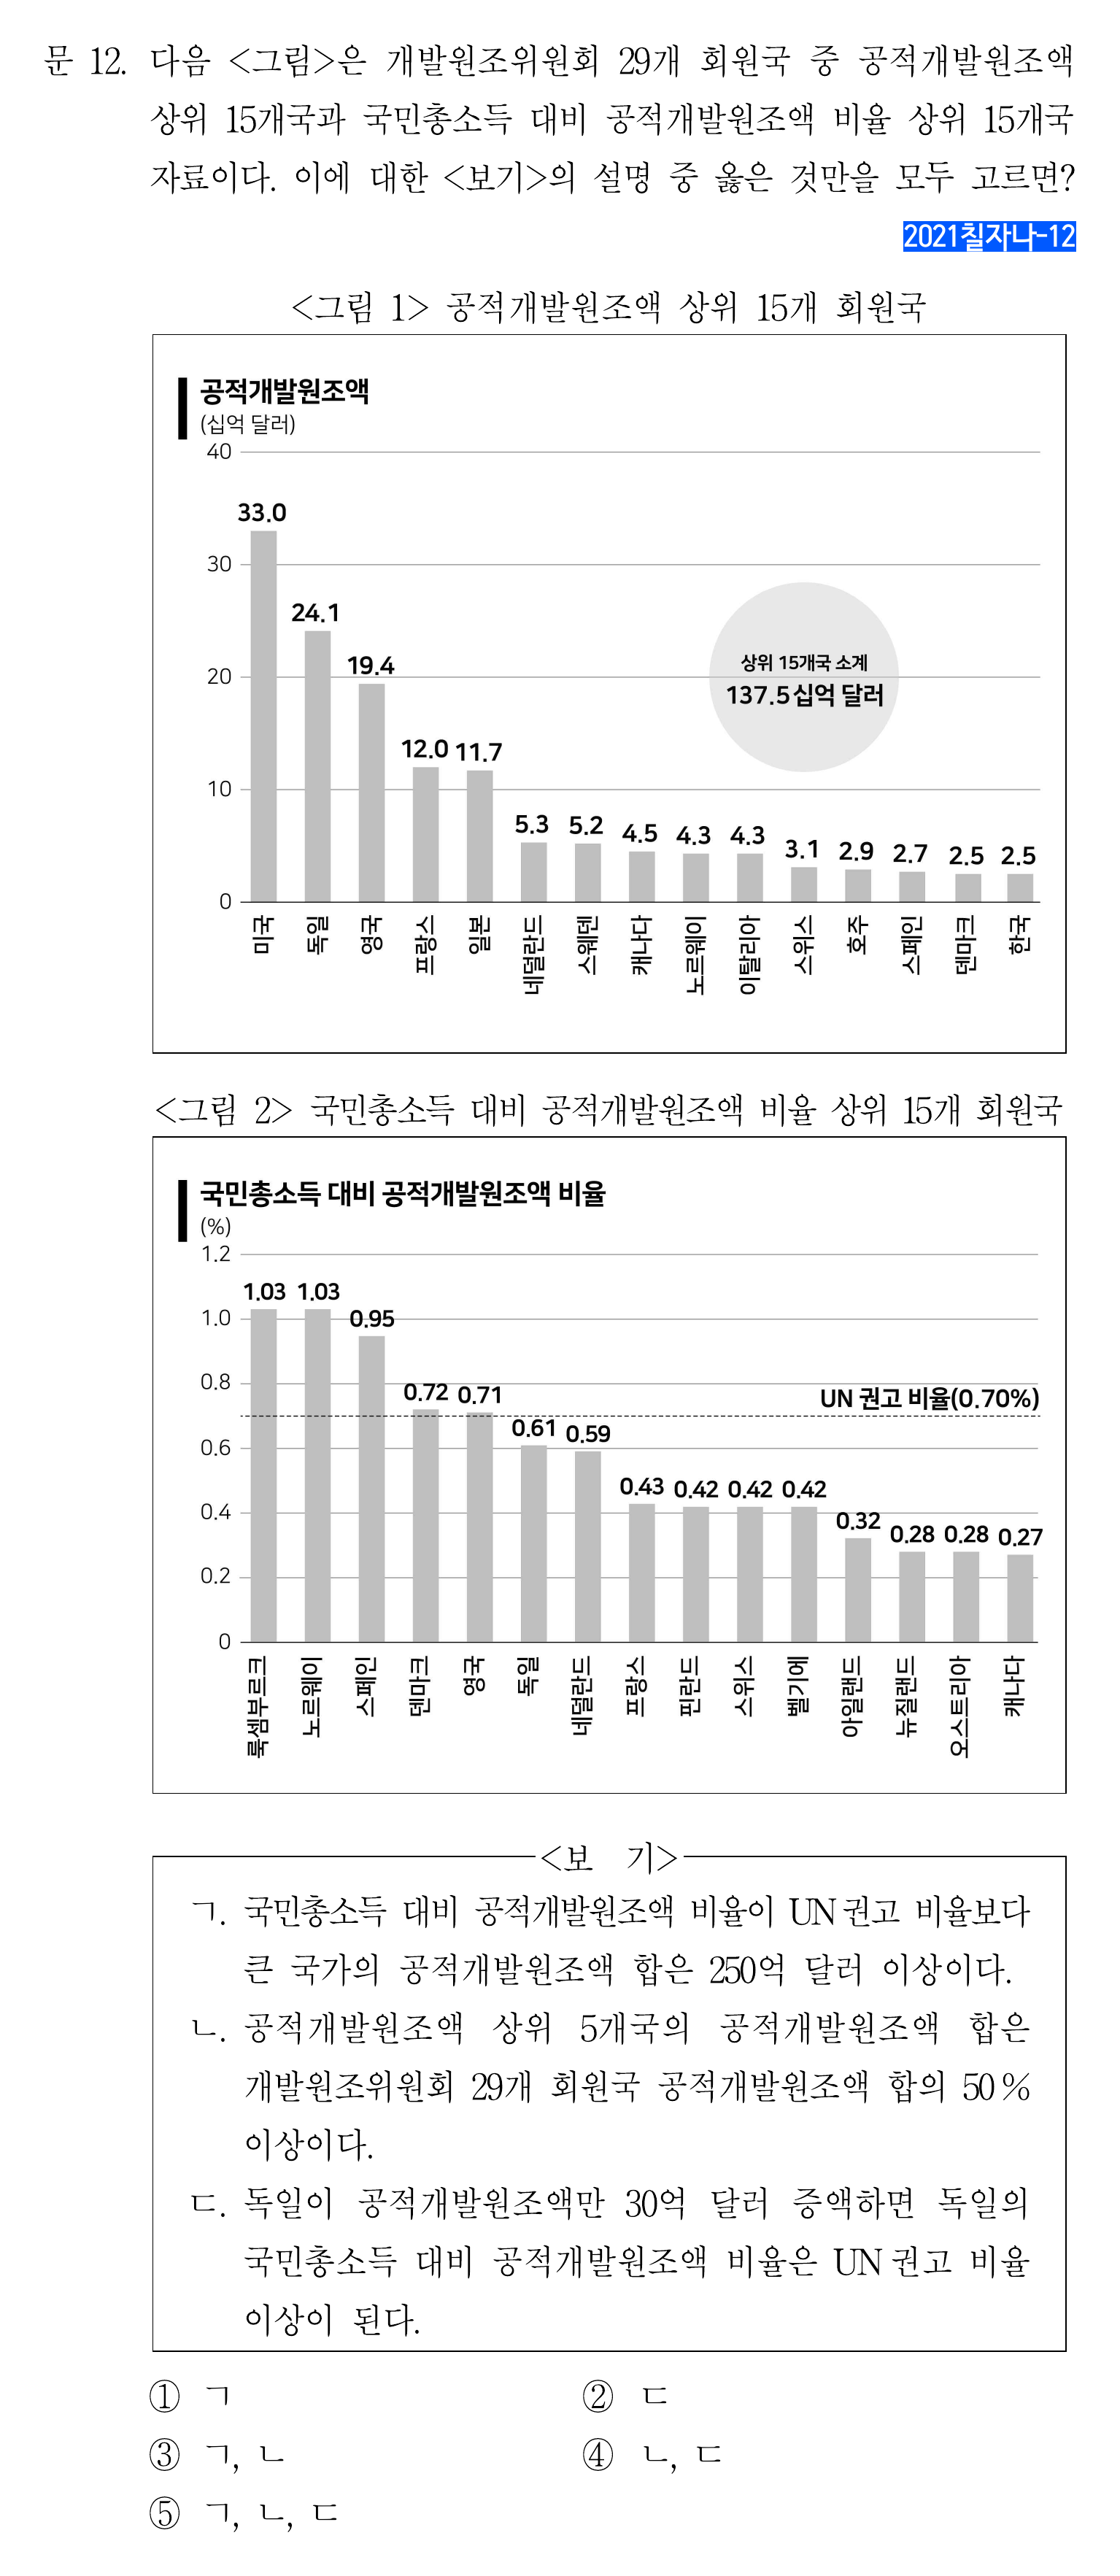 문 12. 다음 <그림>은 개발원조위원회 29개 회원국 중 공적개발원조액
상위 15개국과 국민총소득 대비 공적개발원조액 비율 상위 15개국
자료이다. 이에 대한 <보기>의 설명 중 옳은 것만을 모두 고르면?
2021칠자나-12
<그림 1> 공적개발원조액 상위 15개 회원국
공적개발원조액
(십억 달러)
40
30
20
10
0
33.0
24.1
19.4
12.0
11.7
5.3
5.2
4.5
4.3
4.3
3.1
2.9
2.7
2.5
2.5
상위 15개국 소계
137.5십억 달러
미국
독일
영국
프랑스
일본
네덜란드
스웨덴
캐나다
노르웨이
이탈리아
스위스
호주
스페인
덴마크
한국
<그림 2> 국민총소득 대비 공적개발원조액 비율 상위 15개 회원국
국민총소득 대비 공적개발원조액 비율
(%)
1.2
1.0
0.8
0.6
0.4
0.2
0
1.03
1.03
0.95
0.72
0.71
0.61
0.59
0.43
0.42
0.42
0.42
0.32
0.28
0.28
0.27
UN 권고 비율(0.70%)
룩셈부르크
노르웨이
스페인
덴마크
영국
독일
네덜란드
프랑스
핀란드
스위스
벨기에
아일랜드
뉴질랜드
오스트리아
캐나다
<보 기>
ㄱ. 국민총소득 대비 공적개발원조액 비율이 UN 권고 비율보다
큰 국가의 공적개발원조액 합은 250억 달러 이상이다.
ㄴ. 공적개발원조액 상위 5개국의 공적개발원조액 합은
개발원조위원회 29개 회원국 공적개발원조액 합의 50 %
이상이다.
ㄷ. 독일이 공적개발원조액만 30억 달러 증액하면 독일의
국민총소득 대비 공적개발원조액 비율은 UN 권고 비율
이상이 된다.
① ㄱ ② ㄷ
③ ㄱ, ㄴ ④ ㄴ, ㄷ
⑤ ㄱ, ㄴ, ㄷ